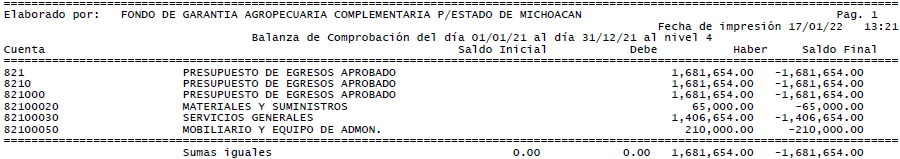 Elaborado por: FONDO DE GARANTIA AGROPECUARIA COMPLEMENTARIA P/ESTADO DE MICHOACAN Pag. 1
Fecha de impresión 17/01/22 13:21
Balanza de Comprobación del día 01/01/21 al día 31/12/21 al nivel 4
Cuenta Saldo Inicial Debe Haber Saldo Final
821 PRESUPUESTO DE EGRESOS APROBADO 1,681,654.00 -1,681,654.00
8210 PRESUPUESTO DE EGRESOS APROBADO 1,681,654.00 -1,681,654.00
821000 PRESUPUESTO DE EGRESOS APROBADO 1,681,654.00 -1,681,654.00
82100020 MATERIALES Y SUMINISTROS 65,000.00 -65,000.00
82100030 SERVICIOS GENERALES 1,406,654.00 -1,406,654.00
82100050 MOBILIARIO Y EQUIPO DE ADMON. 210,000.00 -210,000.00
Sumas iguales 0.00 0.00 1,681,654.00 -1,681,654.00